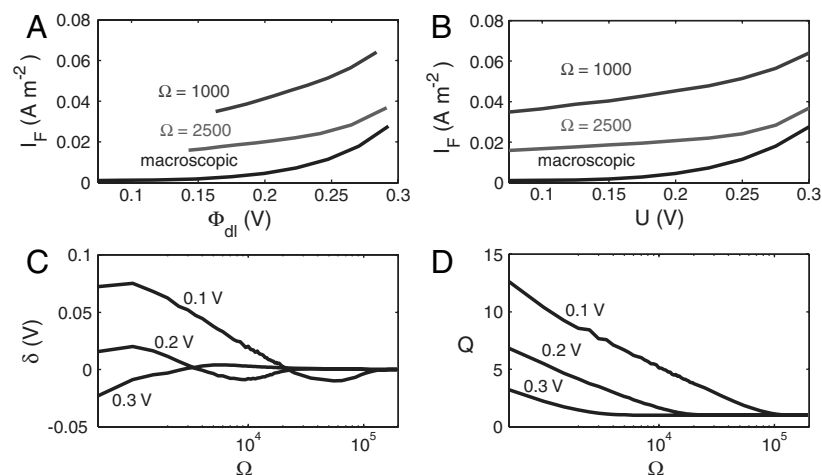 A
I_F (A m^-2)
0.08
0.06
0.04
0.02
0
Ω = 1000
Ω = 2500
macroscopic
0.1
0.15
0.2
0.25
0.3
Φ_dl (V)
B
I_F (A m^-2)
0.08
0.06
0.04
0.02
0
Ω = 1000
Ω = 2500
macroscopic
0.1
0.15
0.2
0.25
0.3
U (V)
C
δ (V)
0.1
0.05
0
-0.05
0.1 V
0.2 V
0.3 V
10^4
10^5
Ω
D
Q
15
10
5
0
0.1 V
0.2 V
0.3 V
10^4
10^5
Ω